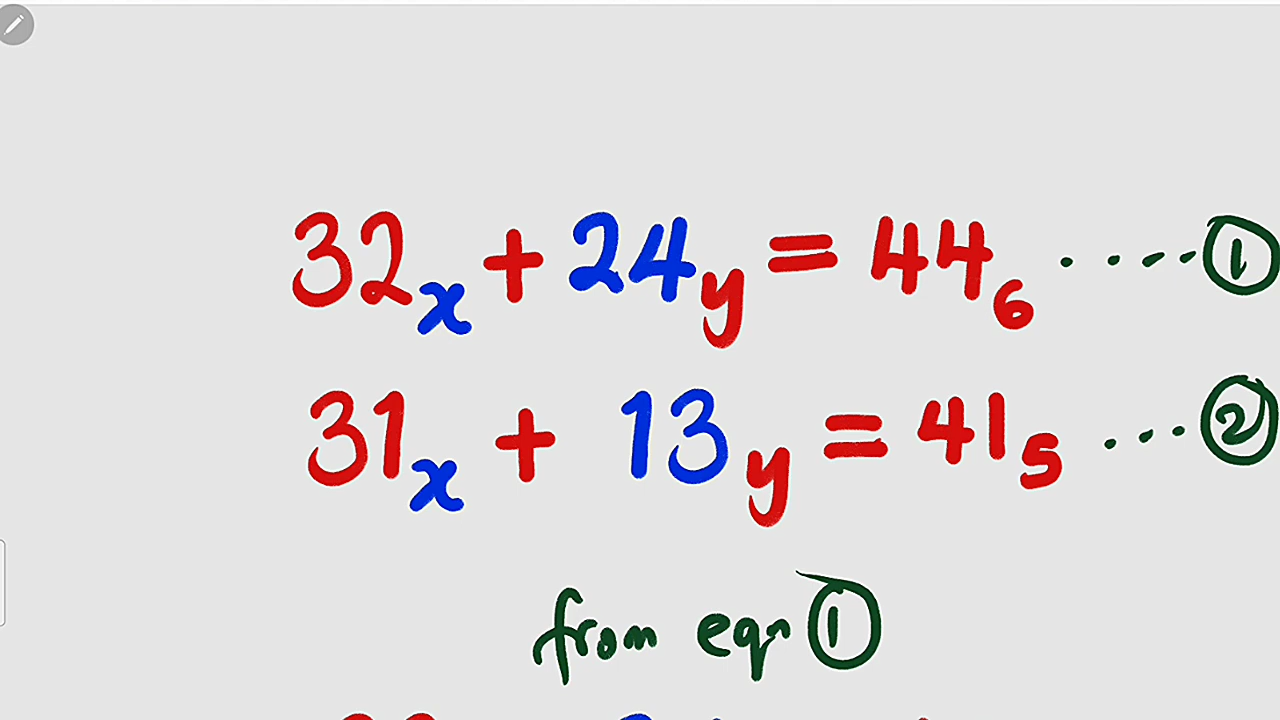 32ₓ + 24y = 44₆ ····· ①
31ₓ + 13y = 41₅ ··· ②
from eqn ①